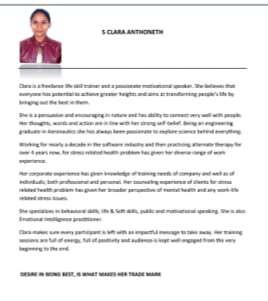 S CLARA ANTHONETH
Clara is a freelance life skill trainer and a passionate motivational speaker. She believes that
everyone has potential to achieve greater heights and aims at transforming people's life by
bringing out the best in them.
She is a persuasive and encouraging in nature and has ability to connect very well with people.
Her thoughts, words and action are in line with her strong self-belief. Being an engineering
graduate in Aeronautics she has always been passionate to explore science behind everything.
Working for nearly a decade in the software industry and then practicing alternate therapy for
over 4 years now, for stress related health problem has given her diverse range of work
experience.
Her corporate experience has given knowledge of training needs of company and well as of
individuals, both professional and personal. Her counseling experience of clients for stress
related health problem has given her broader perspective of mental health and any work-life
related stress issues.
She specializes in behavioral skills, life & Soft skills, public and motivational speaking. She is also
Emotional Intelligence practitioner.
Clara makes sure every participant is left with an impactful message to take away. Her training
sessions are full of energy, full of positivity and audience is kept well engaged from the very
beginning to the end.
DESIRE IN BEING BEST, IS WHAT MAKES HER TRADE MARK